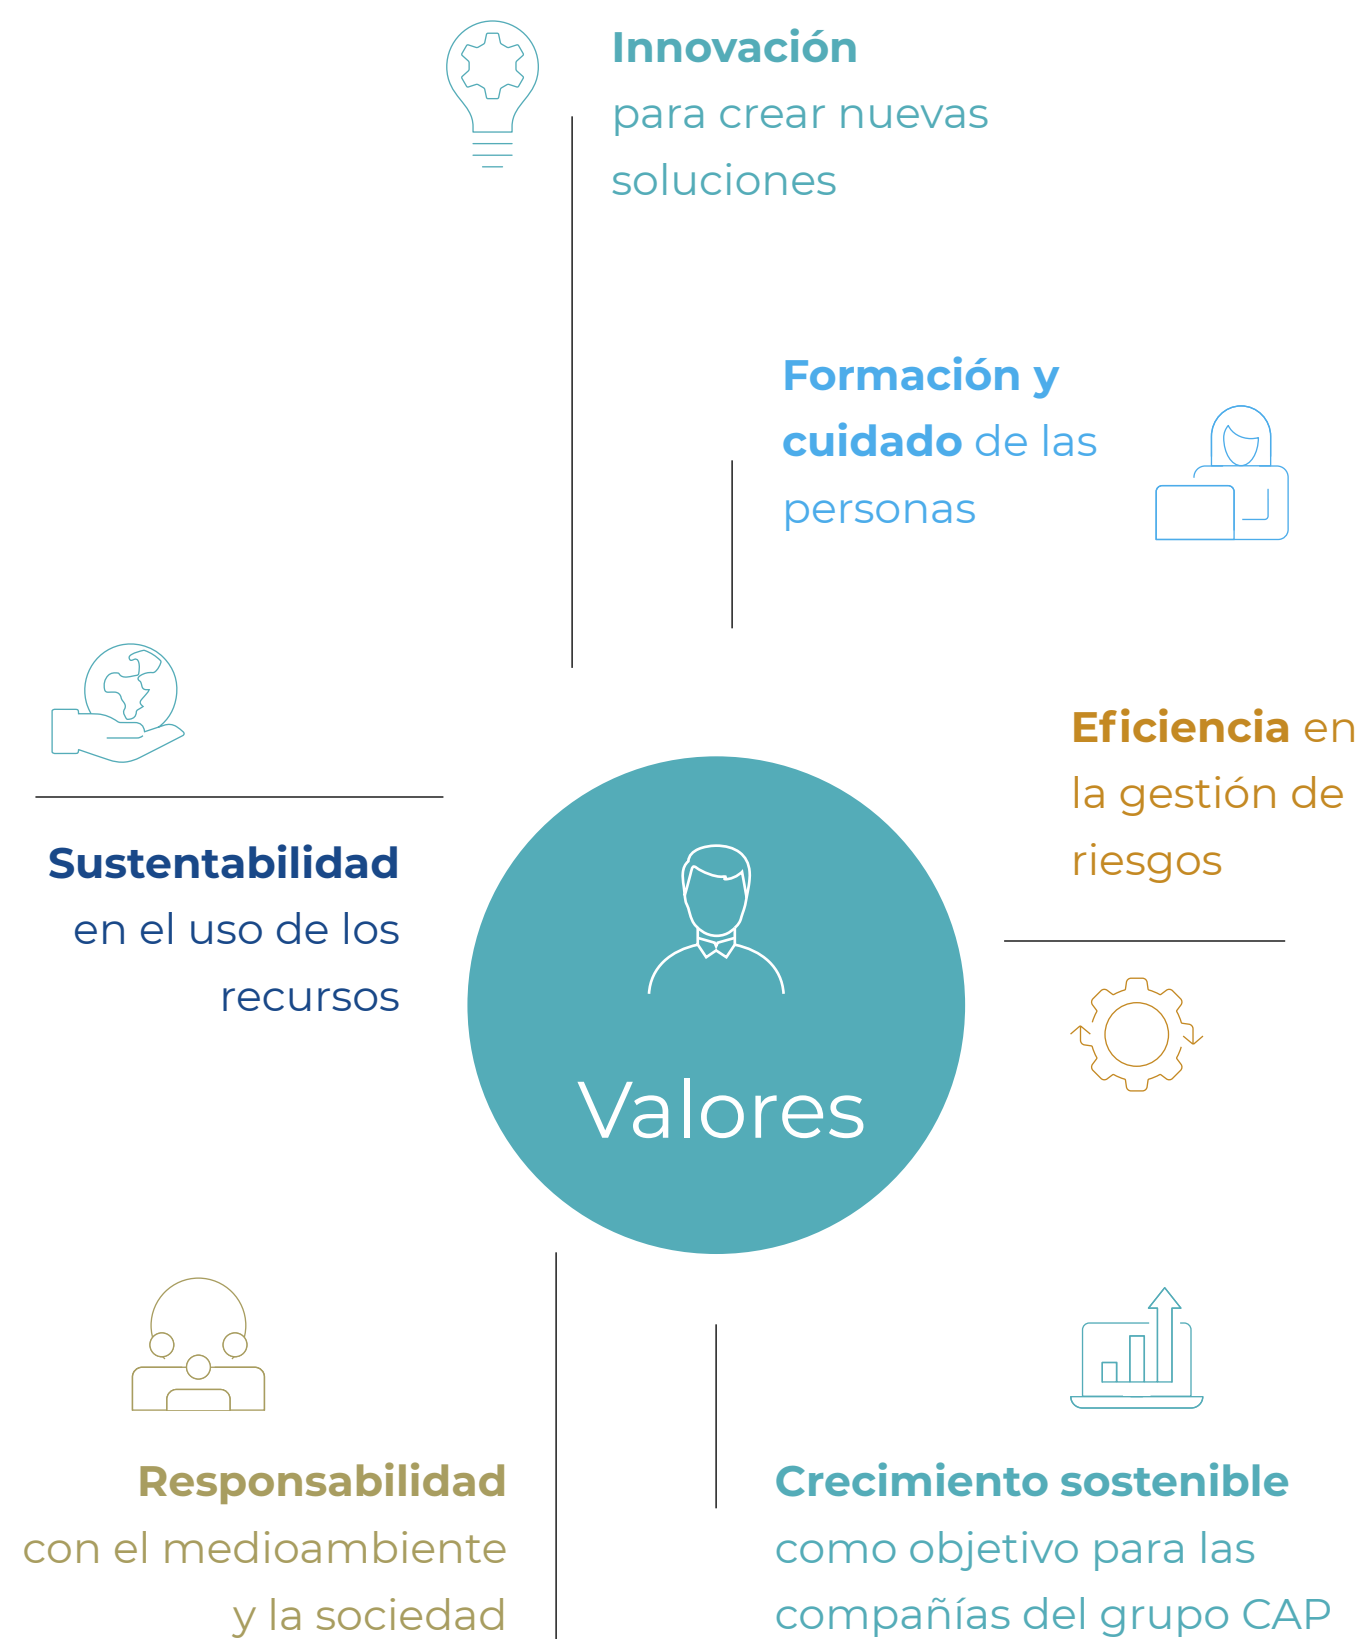 Innovación
para crear nuevas
soluciones
Formación y
cuidado de las
personas
Eficiencia en
la gestión de
riesgos
Sustentabilidad
en el uso de los
recursos
Valores
Responsabilidad
con el medioambiente
y la sociedad
Crecimiento sostenible
como objetivo para las
compañías del grupo CAP